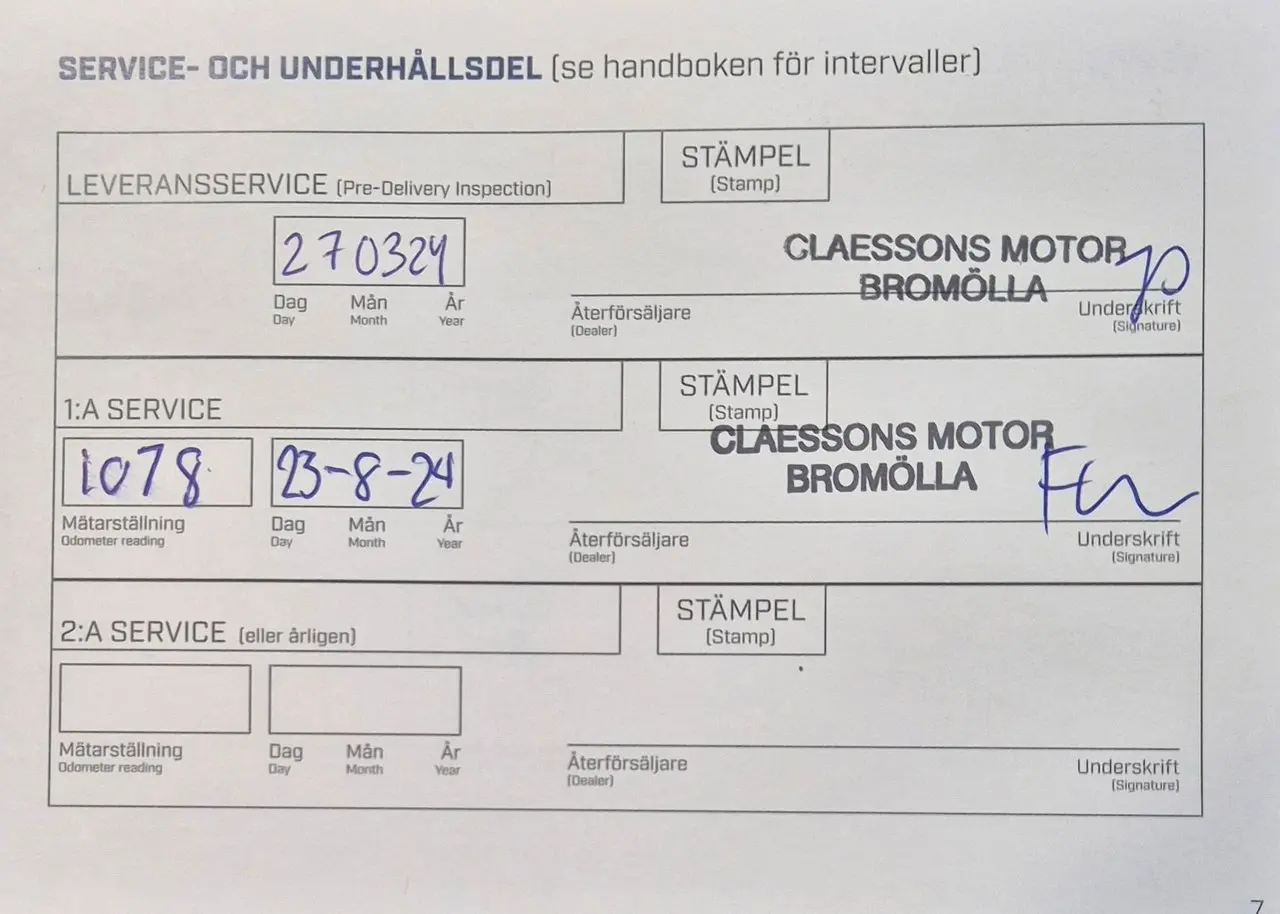 SERVICE- OCH UNDERHÅLLSDEL (se handboken för intervaller)
LEVERANSSERVICE (Pre-Delivery Inspection)
STÄMPEL
(Stamp)
270324
Dag Mån År
Day Month Year
CLAESSONS MOTOR
BROMÖLLA
Återförsäljare Underskrift
(Dealer) (Signature)
1:A SERVICE
STÄMPEL
(Stamp)
1078 23-8-24
Mätarställning Dag Mån År
Odometer reading Day Month Year
CLAESSONS MOTOR
BROMÖLLA
Återförsäljare Underskrift
(Dealer) (Signature)
2:A SERVICE (eller årligen)
STÄMPEL
(Stamp)
Mätarställning Dag Mån År
Odometer reading Day Month Year
Återförsäljare Underskrift
(Dealer) (Signature)
7